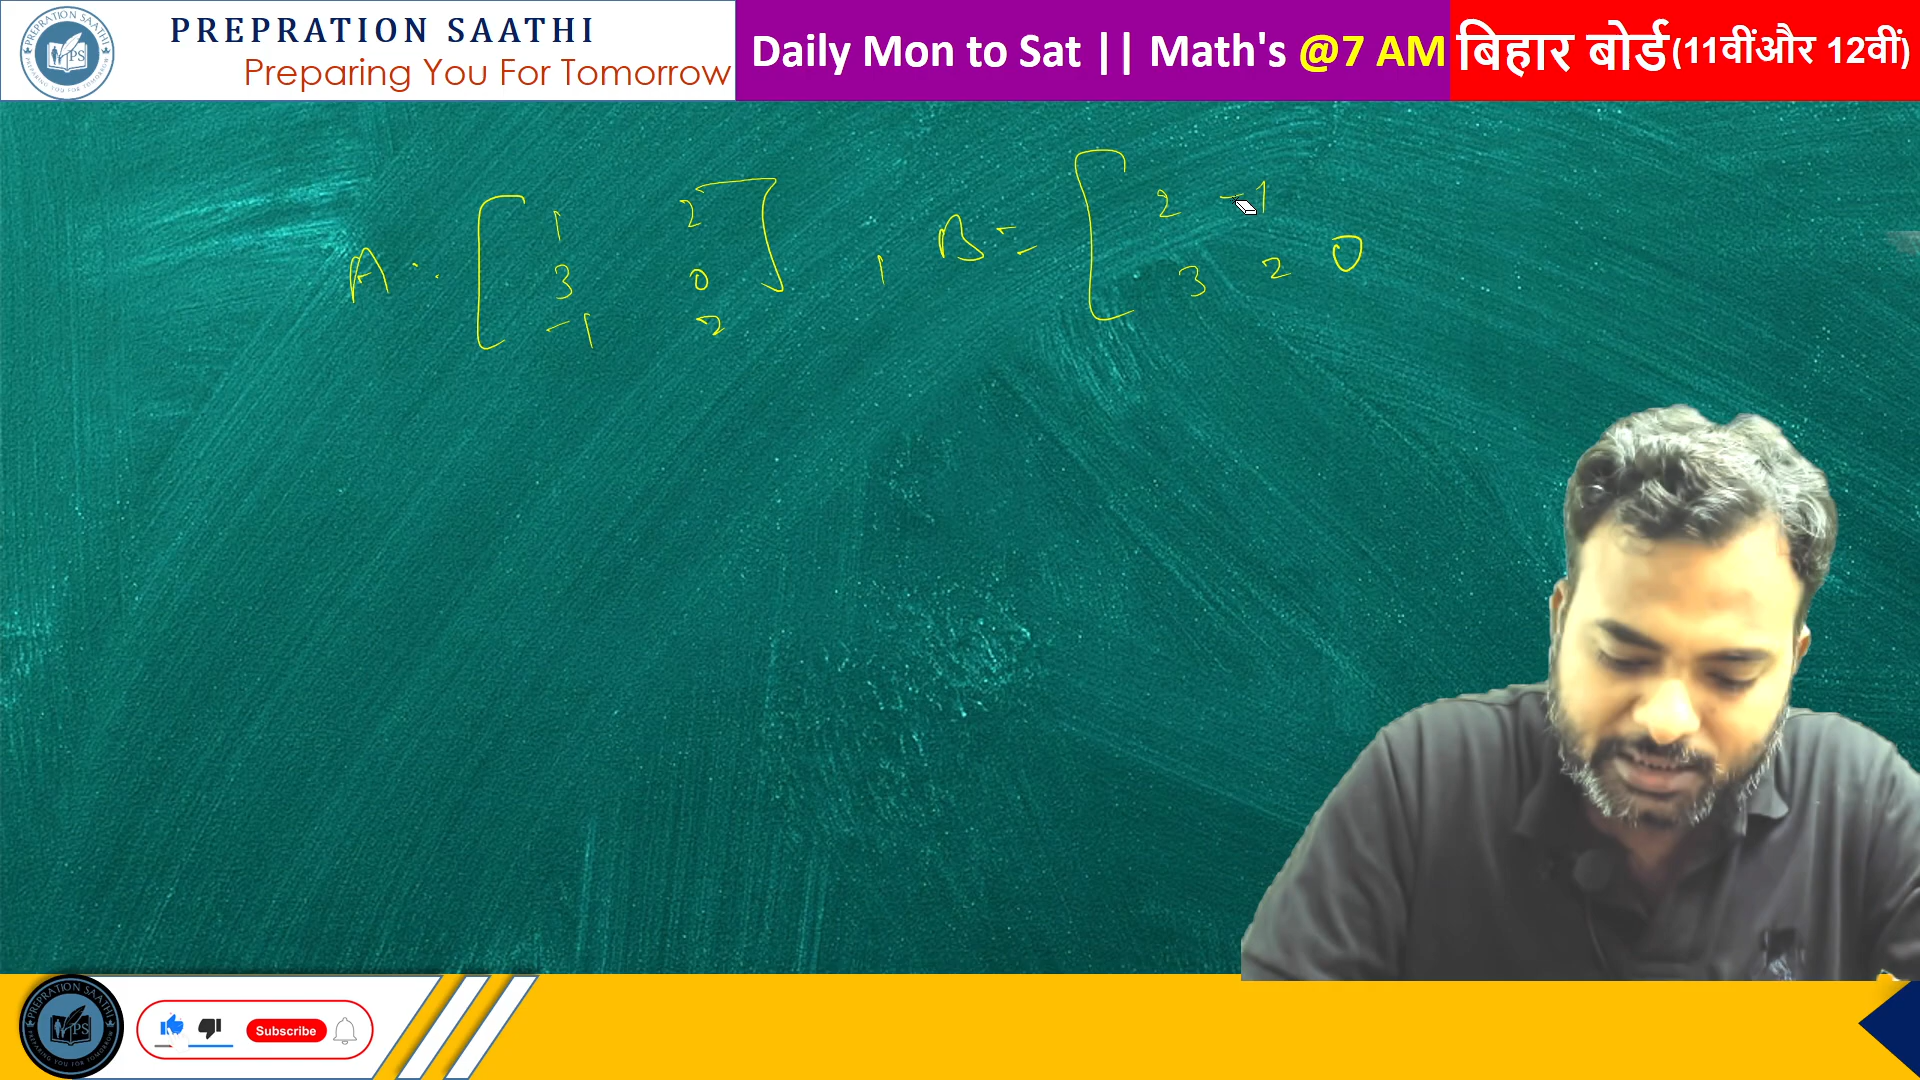 PREPRATION SAATHI
Preparing You For Tomorrow
Daily Mon to Sat || Math's @7 AM
बिहार बोर्ड(11वींऔर 12वीं)
A = [1 2
3 0
-1 2] , B = [2 -1
3 2 0
Subscribe